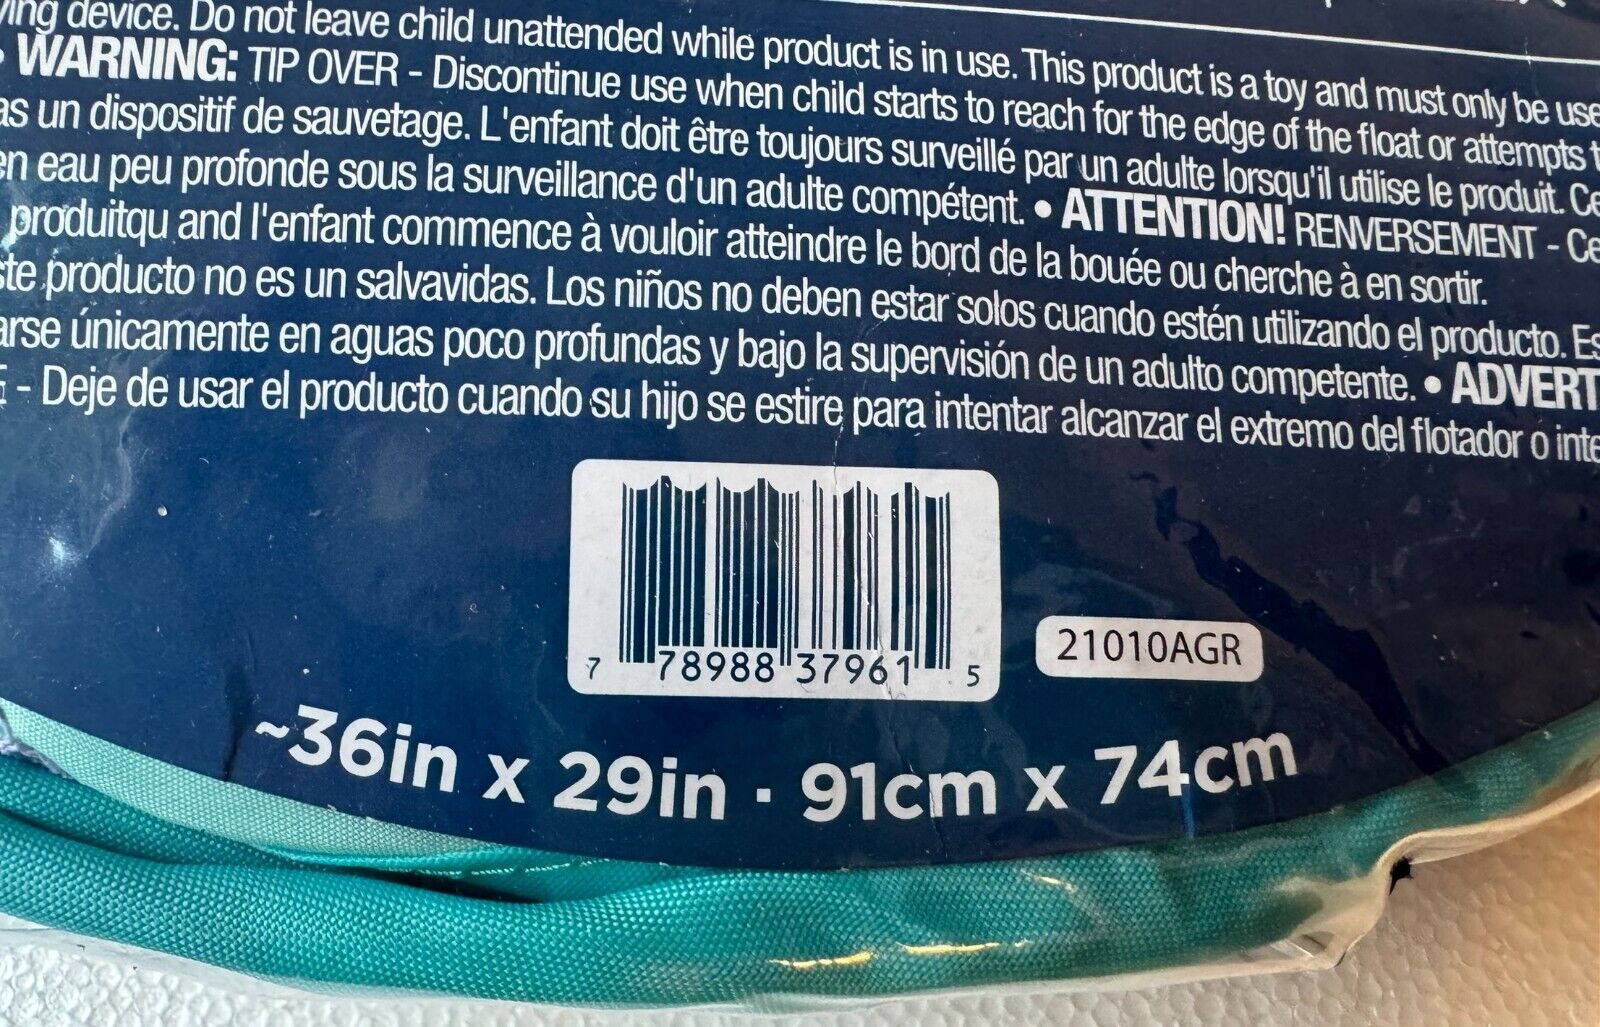 device. Do not leave child unattended while product is in use. This product is a toy and must only be use
• WARNING: TIP OVER - Discontinue use when child starts to reach for the edge of the float or attempts t
as un dispositif de sauvetage. L'enfant doit être toujours surveillé par un adulte lorsqu'il utilise le produit. Ce
en eau peu profonde sous la surveillance d'un adulte compétent. • ATTENTION! RENVERSEMENT - Ce
produitqu and l'enfant commence à vouloir atteindre le bord de la bouée ou cherche à en sortir.
ste producto no es un salvavidas. Los niños no deben estar solos cuando estén utilizando el producto. Es
arse únicamente en aguas poco profundas y bajo la supervisión de un adulto competente. • ADVERT
- Deje de usar el producto cuando su hijo se estire para intentar alcanzar el extremo del flotador o inte
7 78988 37961 5
21010AGR
~36in x 29in · 91cm x 74cm